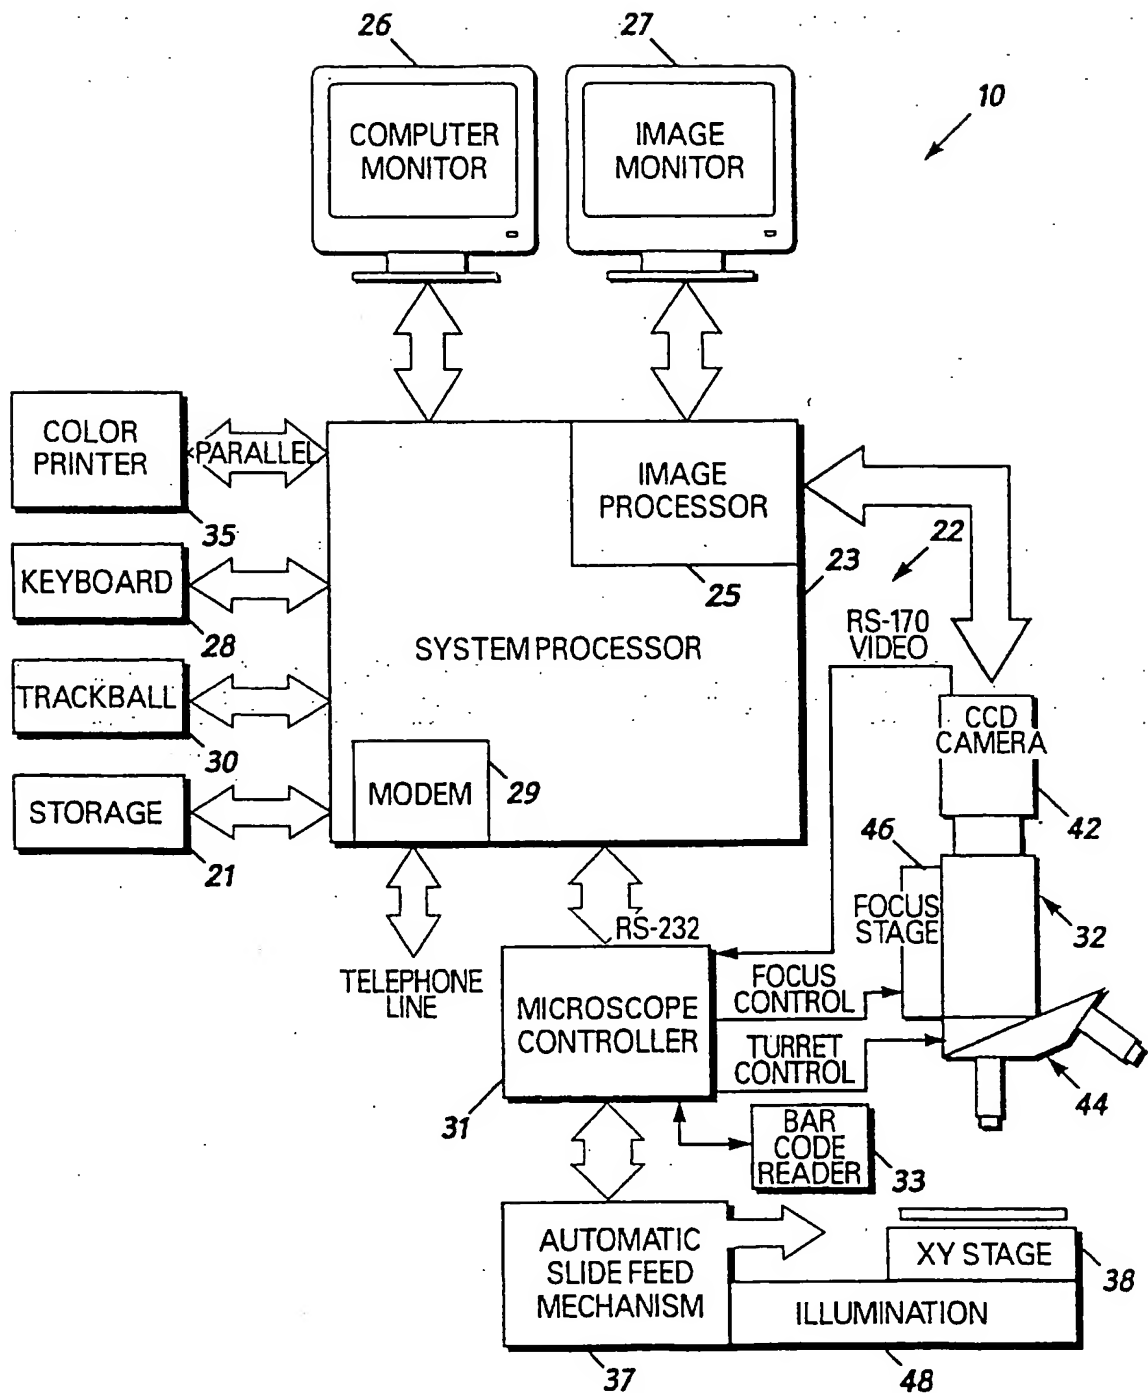 26
27
10
COMPUTER
MONITOR
IMAGE
MONITOR
COLOR
PRINTER
PARALLEL
35
IMAGE
PROCESSOR
25
23
22
KEYBOARD
28
SYSTEM PROCESSOR
RS-170
VIDEO
TRACKBALL
30
CCD
CAMERA
42
MODEM
29
STORAGE
21
46
FOCUS
STAGE
32
RS-232
TELEPHONE
LINE
MICROSCOPE
CONTROLLER
31
FOCUS
CONTROL
TURRET
CONTROL
44
BAR
CODE
READER
33
AUTOMATIC
SLIDE FEED
MECHANISM
37
XY STAGE
38
ILLUMINATION
48